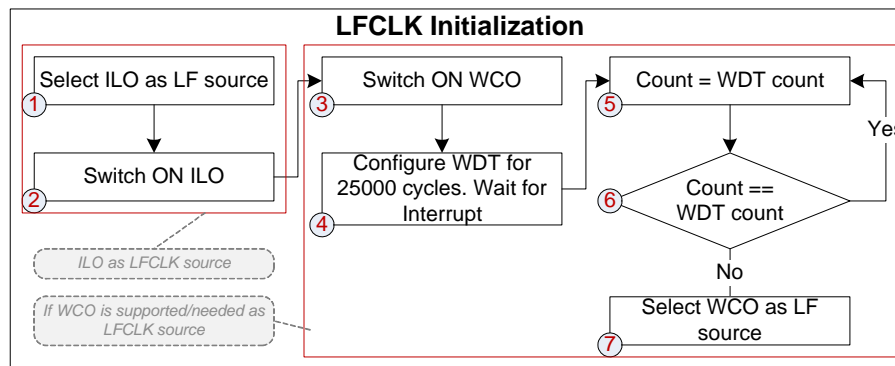 LFCLK Initialization
Select ILO as LF source
1
Switch ON ILO
2
ILO as LFCLK source
If WCO is supported/needed as
LFCLK source
Switch ON WCO
3
Configure WDT for
25000 cycles. Wait for
Interrupt
4
Count = WDT count
5
Yes
Count ==
WDT count
6
No
Select WCO as LF
source
7